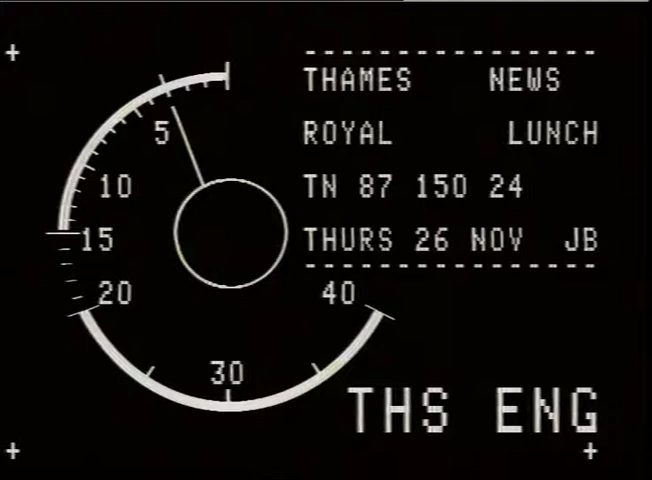 THAMES NEWS
ROYAL LUNCH
TN 87 150 24
THURS 26 NOV JB
5
10
15
20
30
40
THS ENG